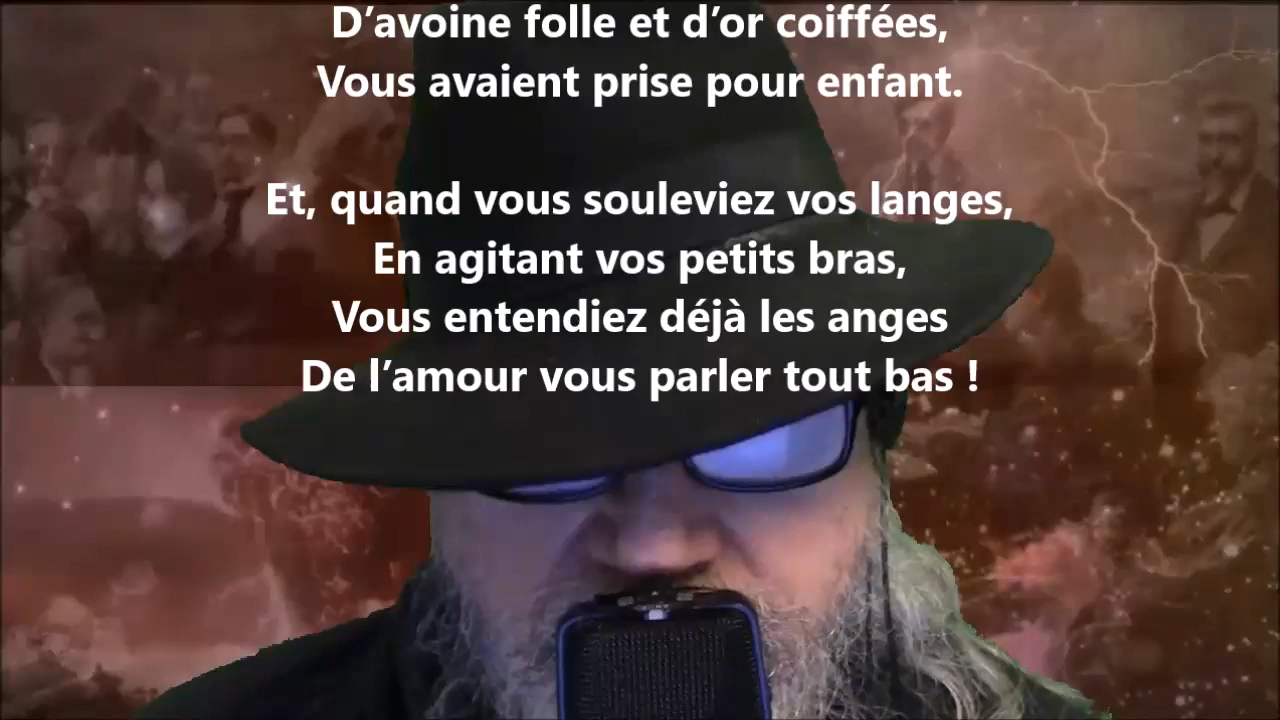 D’avoine folle et d’or coiffées,
Vous avaient prise pour enfant.
Et, quand vous souleviez vos langes,
En agitant vos petits bras,
Vous entendiez déjà les anges
De l’amour vous parler tout bas !